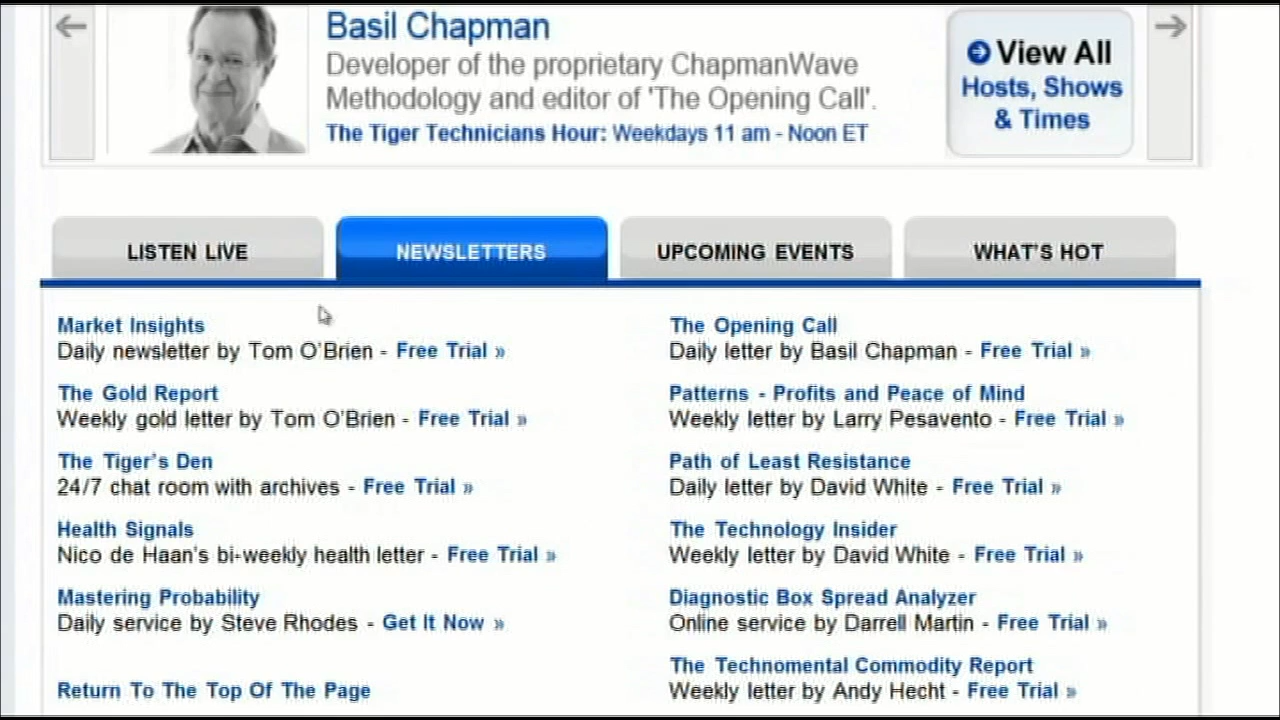 Basil Chapman
Developer of the proprietary ChapmanWave
Methodology and editor of 'The Opening Call'.
The Tiger Technicians Hour: Weekdays 11 am - Noon ET
View All
Hosts, Shows
& Times
LISTEN LIVE
NEWSLETTERS
UPCOMING EVENTS
WHAT'S HOT
Market Insights
Daily newsletter by Tom O'Brien - Free Trial »
The Gold Report
Weekly gold letter by Tom O'Brien - Free Trial »
The Tiger's Den
24/7 chat room with archives - Free Trial »
Health Signals
Nico de Haan's bi-weekly health letter - Free Trial »
Mastering Probability
Daily service by Steve Rhodes - Get It Now »
Return To The Top Of The Page
The Opening Call
Daily letter by Basil Chapman - Free Trial »
Patterns - Profits and Peace of Mind
Weekly letter by Larry Pesavento - Free Trial »
Path of Least Resistance
Daily letter by David White - Free Trial »
The Technology Insider
Weekly letter by David White - Free Trial »
Diagnostic Box Spread Analyzer
Online service by Darrell Martin - Free Trial »
The Technomental Commodity Report
Weekly letter by Andy Hecht - Free Trial »